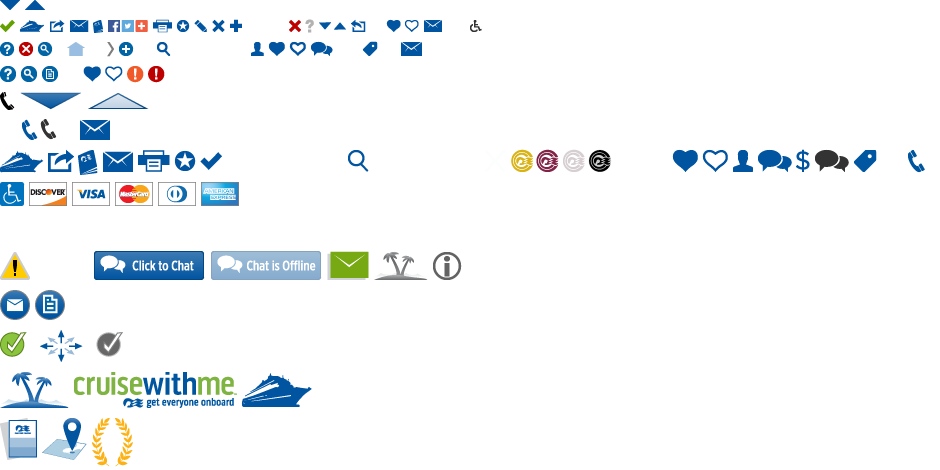 DISCOVER VISA MasterCard AMERICAN EXPRESS
Click to Chat Chat is Offline
cruisewithme
get everyone onboard